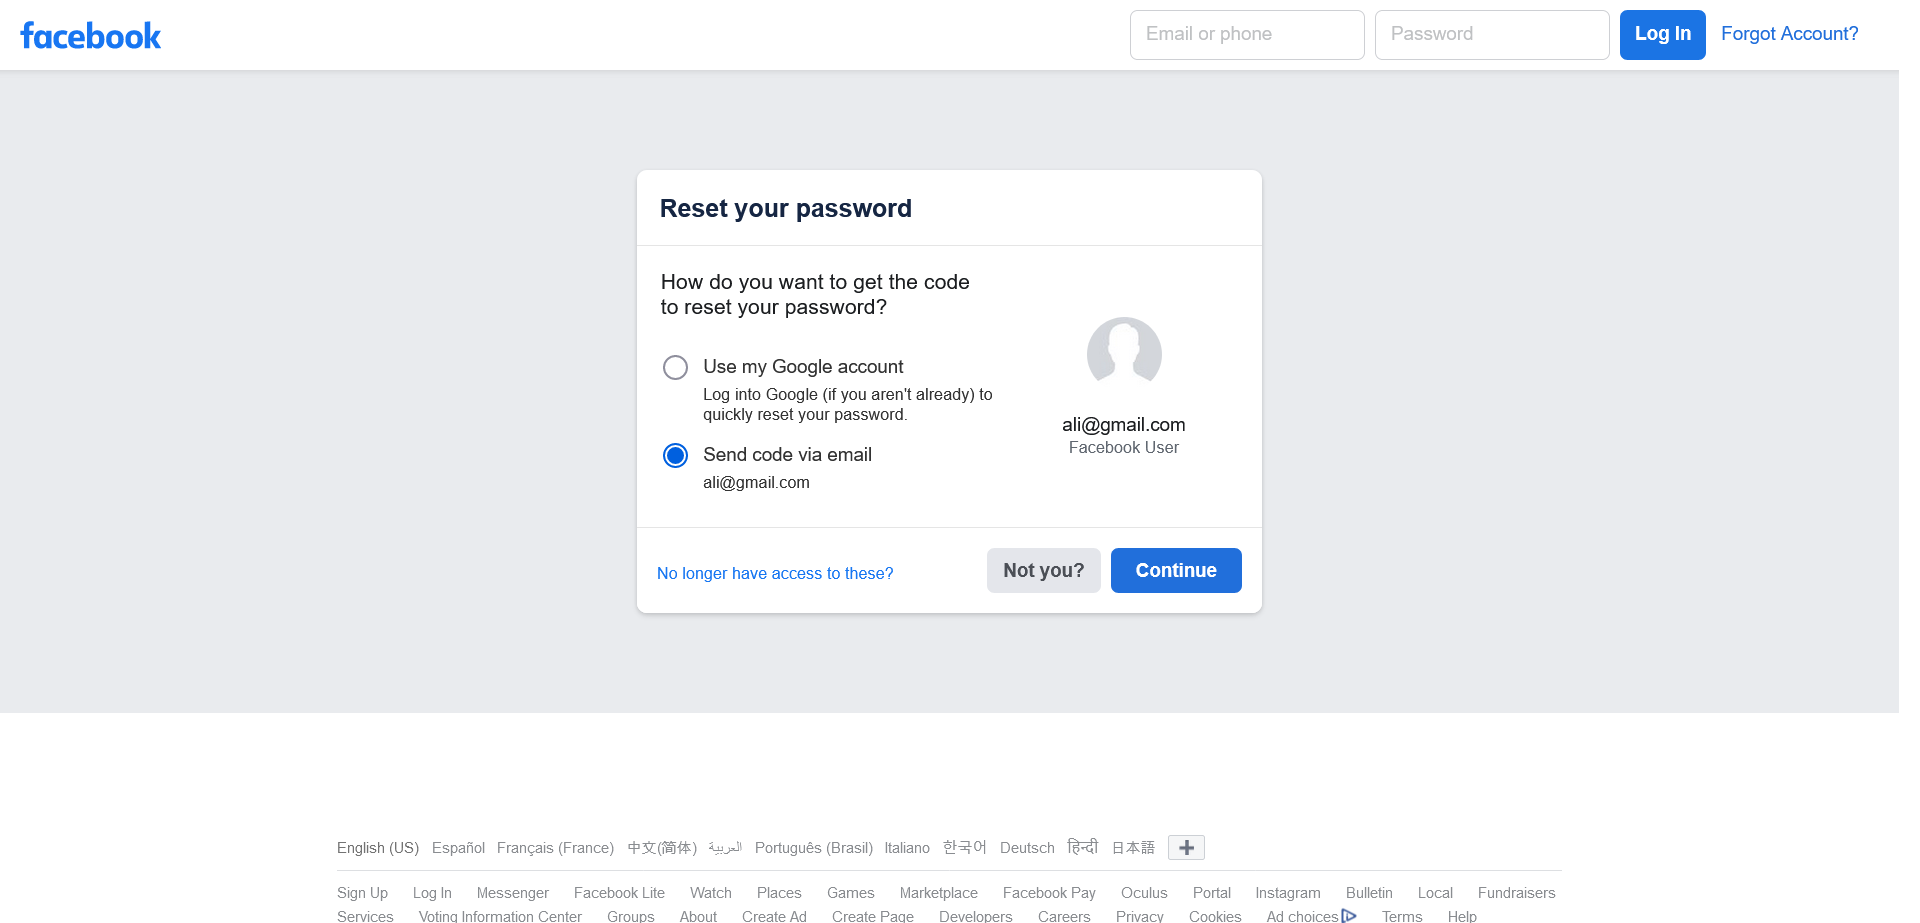 facebook
Email or phone
Password
Log In
Forgot Account?
Reset your password
How do you want to get the code
to reset your password?
Use my Google account
Log into Google (if you aren't already) to
quickly reset your password.
Send code via email
ali@gmail.com
ali@gmail.com
Facebook User
No longer have access to these?
Not you?
Continue
English (US) Español Français (France) 中文(简体) العربية Português (Brasil) Italiano 한국어 Deutsch हिन्दी 日本語
Sign Up Log In Messenger Facebook Lite Watch Places Games Marketplace Facebook Pay Oculus Portal Instagram Bulletin Local Fundraisers
Services Voting Information Center Groups About Create Ad Create Page Developers Careers Privacy Cookies Ad choices Terms Help